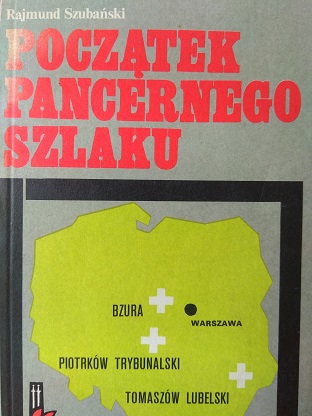 Rajmund Szubański
POCZĄTEK
PANCERNEGO
SZLAKU
BZURA
WARSZAWA
PIOTRKÓW TRYBUNALSKI
TOMASZÓW LUBELSKI